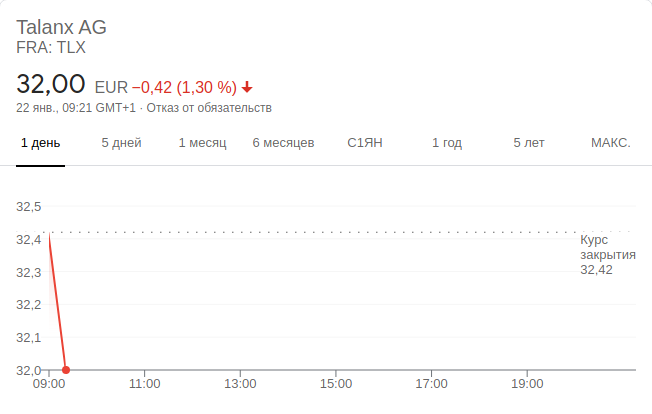 Talanx AG
FRA: TLX
32,00 EUR −0,42 (1,30 %)
22 янв., 09:21 GMT+1 · Отказ от обязательств
1 день 5 дней 1 месяц 6 месяцев С1ЯН 1 год 5 лет МАКС.
32,5
32,4
32,3
32,2
32,1
32,0
Курс
закрытия
32,42
09:00 11:00 13:00 15:00 17:00 19:00